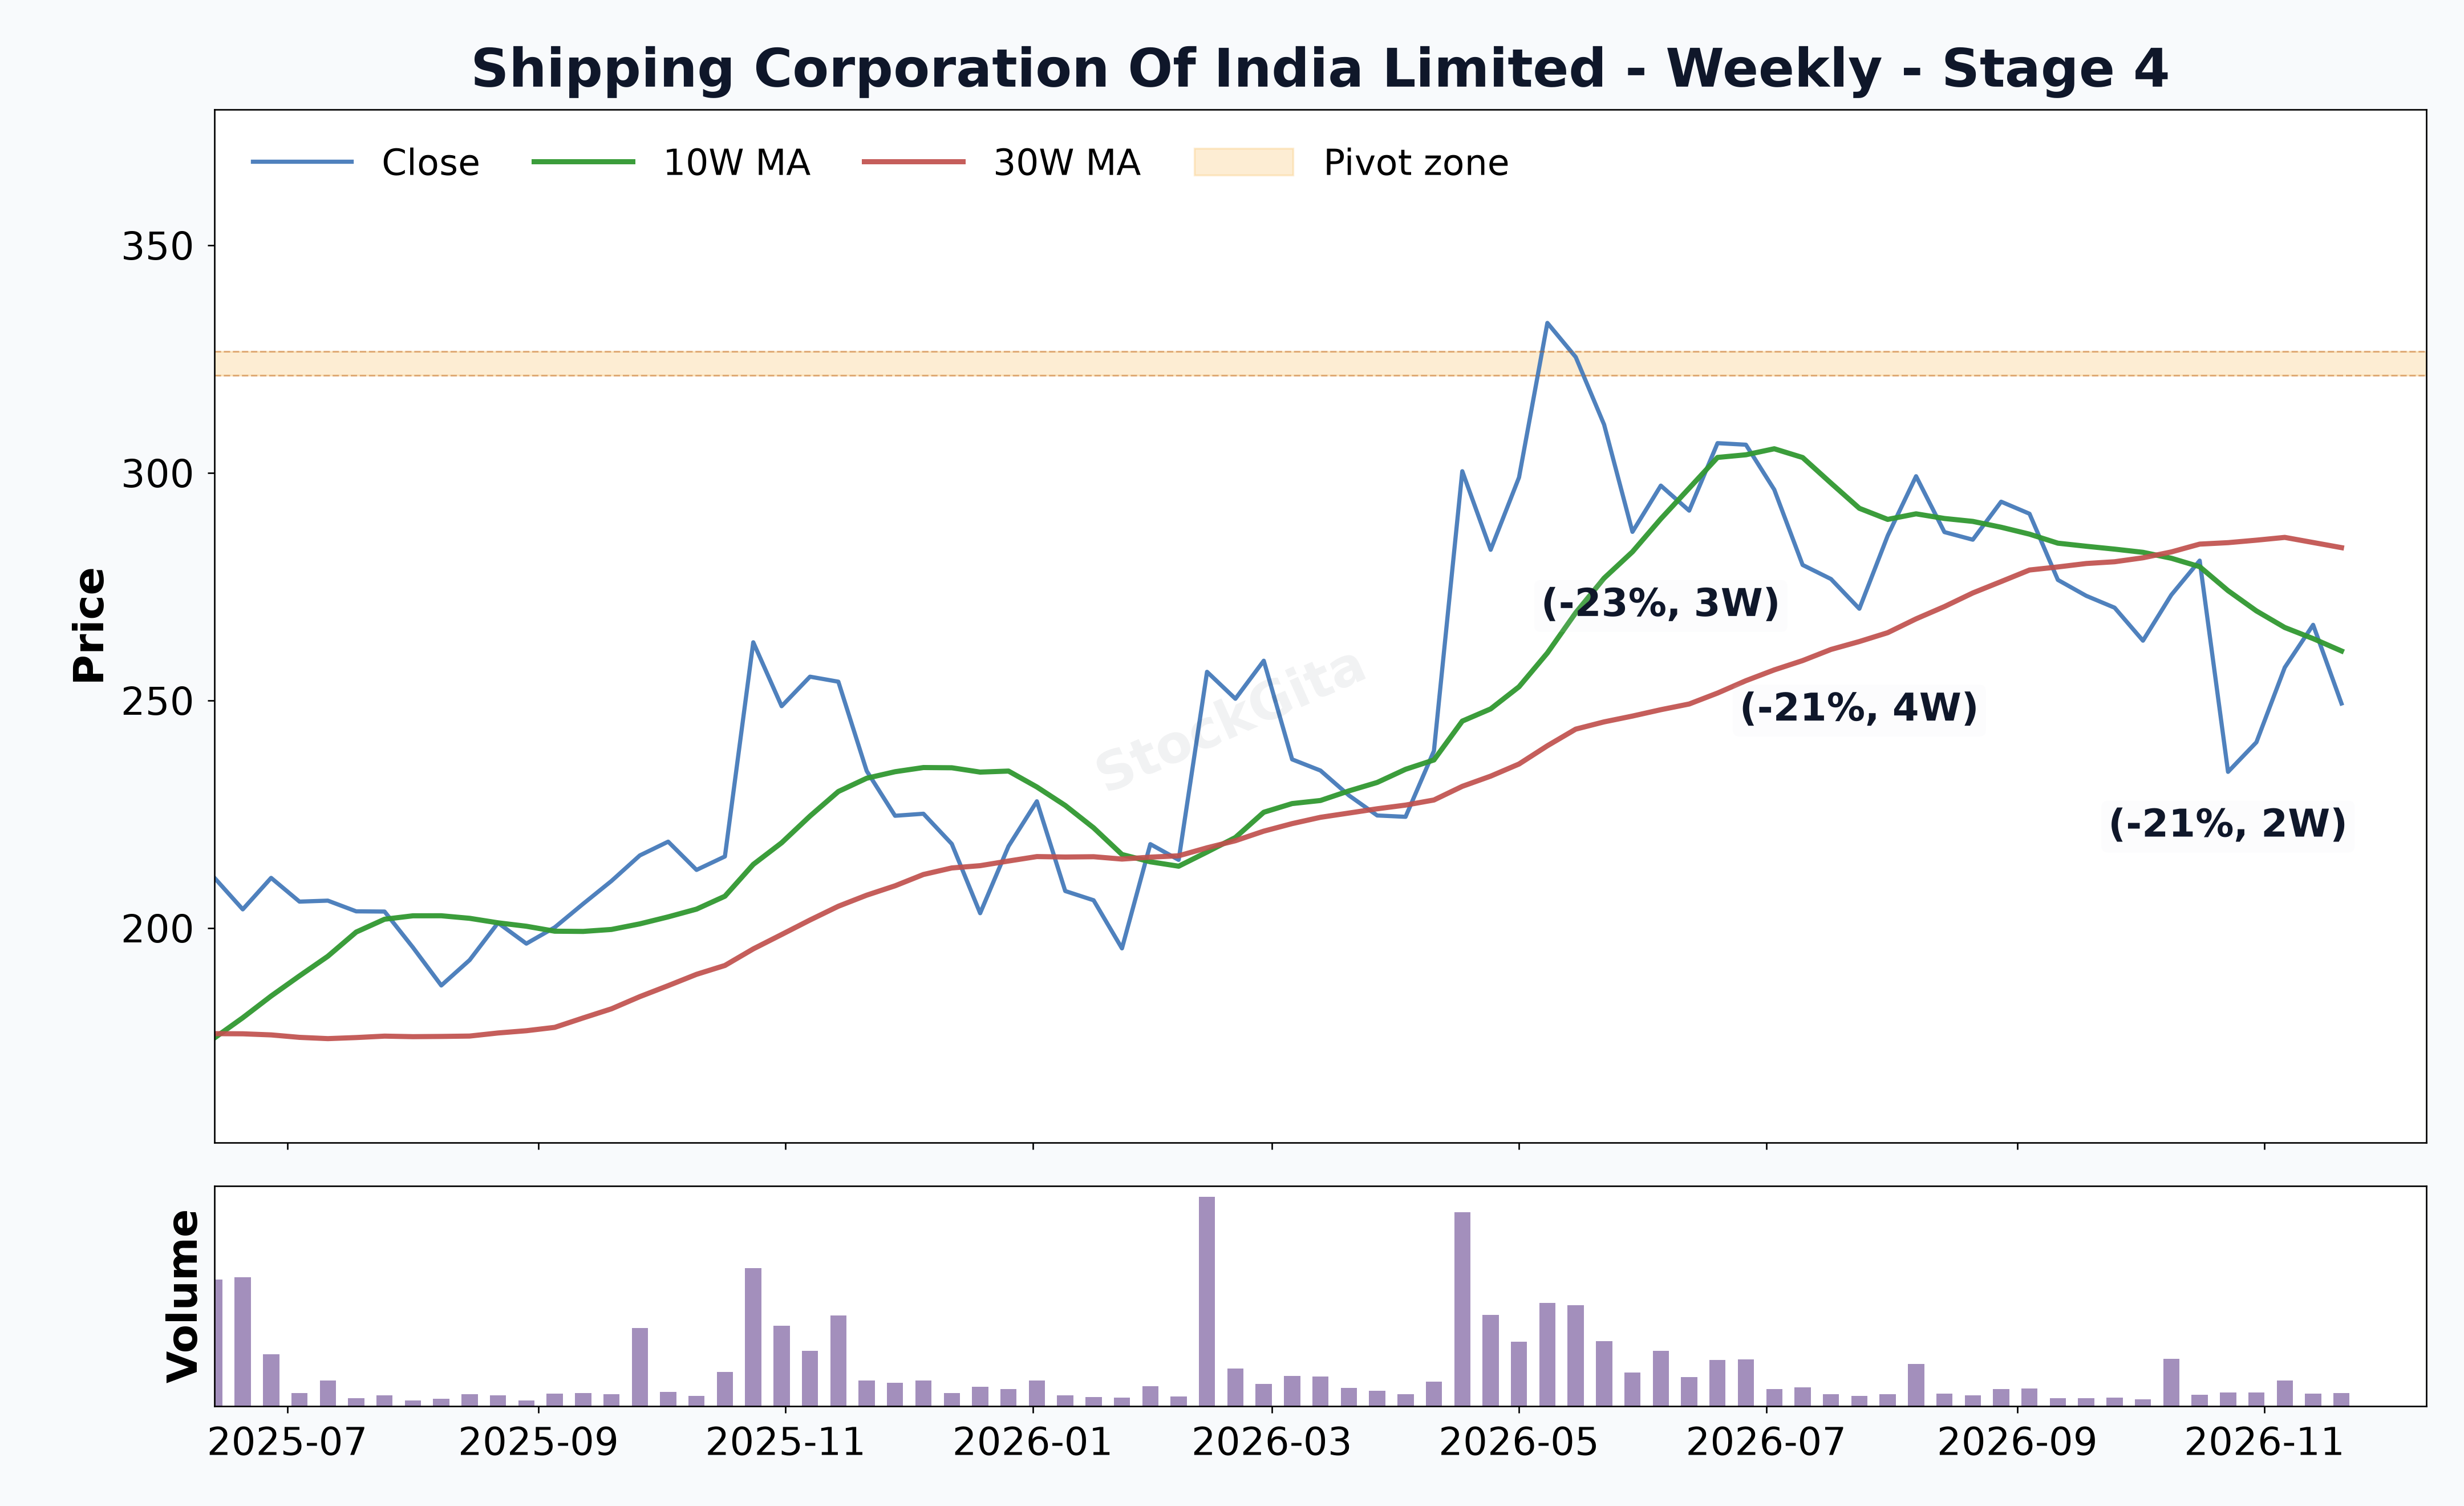 Shipping Corporation Of India Limited - Weekly - Stage 4
Close 10W MA 30W MA Pivot zone
350
300
250
200
Price
(-23%, 3W)
(-21%, 4W)
(-21%, 2W)
StockGita
Volume
2025-07 2025-09 2025-11 2026-01 2026-03 2026-05 2026-07 2026-09 2026-11